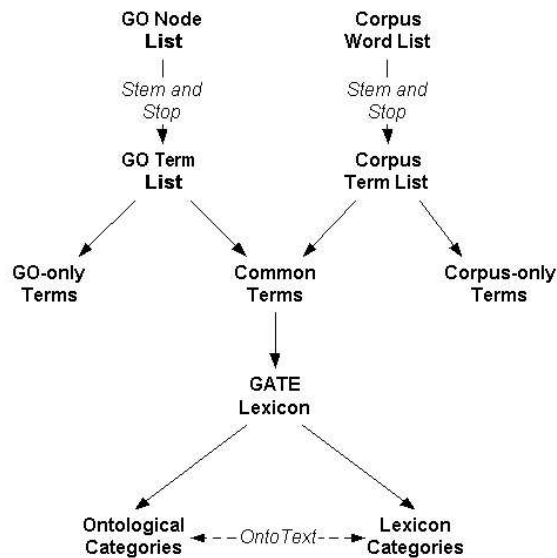 GO Node
List
Corpus
Word List
Stem and
Stop
Stem and
Stop
GO Term
List
Corpus
Term List
GO-only
Terms
Common
Terms
Corpus-only
Terms
GATE
Lexicon
Ontological
Categories
OntoText
Lexicon
Categories